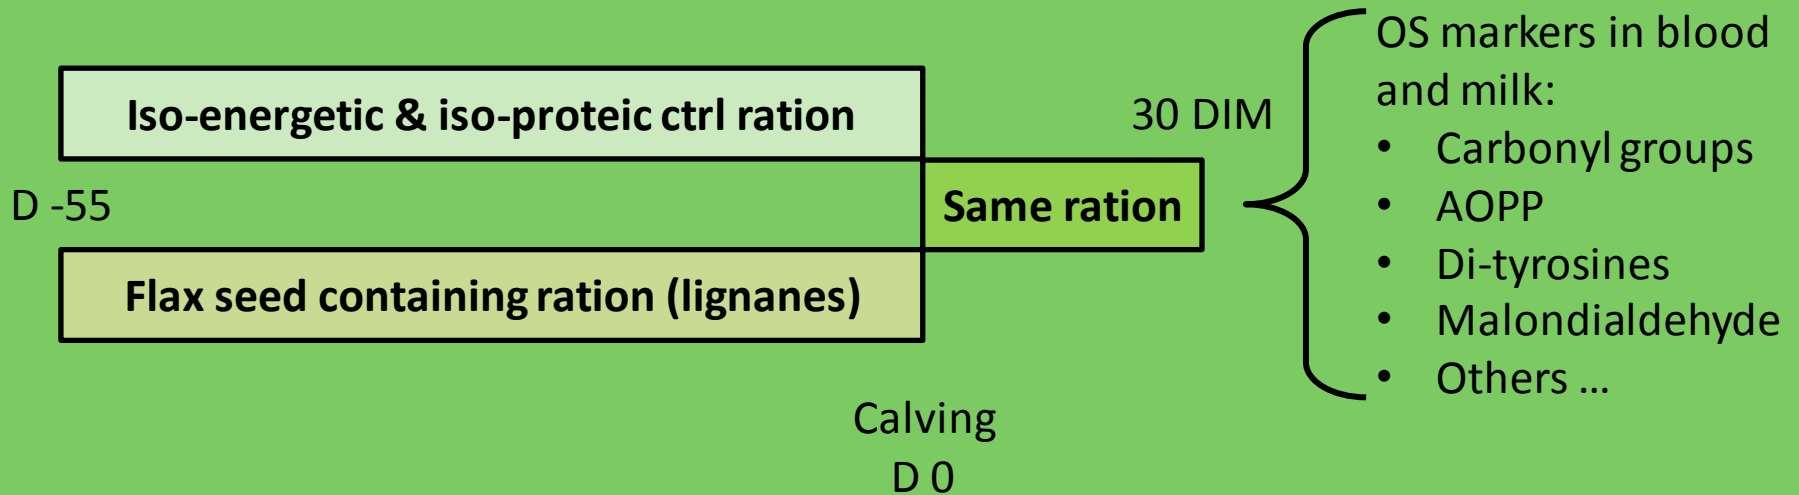 OS markers in blood
and milk:
• Carbonyl groups
• AOPP
• Di-tyrosines
• Malondialdehyde
• Others ...
Iso-energetic & iso-proteic ctrl ration
30 DIM
D -55
Same ration
Flax seed containing ration (lignanes)
Calving
D 0